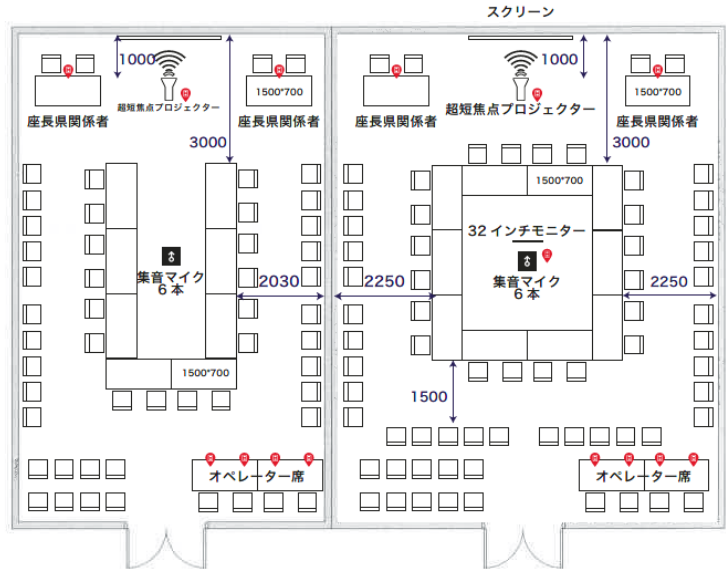 スクリーン
1000
超短焦点プロジェクター
座長県関係者
1500*700
座長県関係者
3000
集音マイク
6 本
2030
1500*700
オペレーター席
1000
超短焦点プロジェクター
座長県関係者
1500*700
座長県関係者
3000
1500*700
32 インチモニター
集音マイク
6 本
2250
2250
1500
オペレーター席